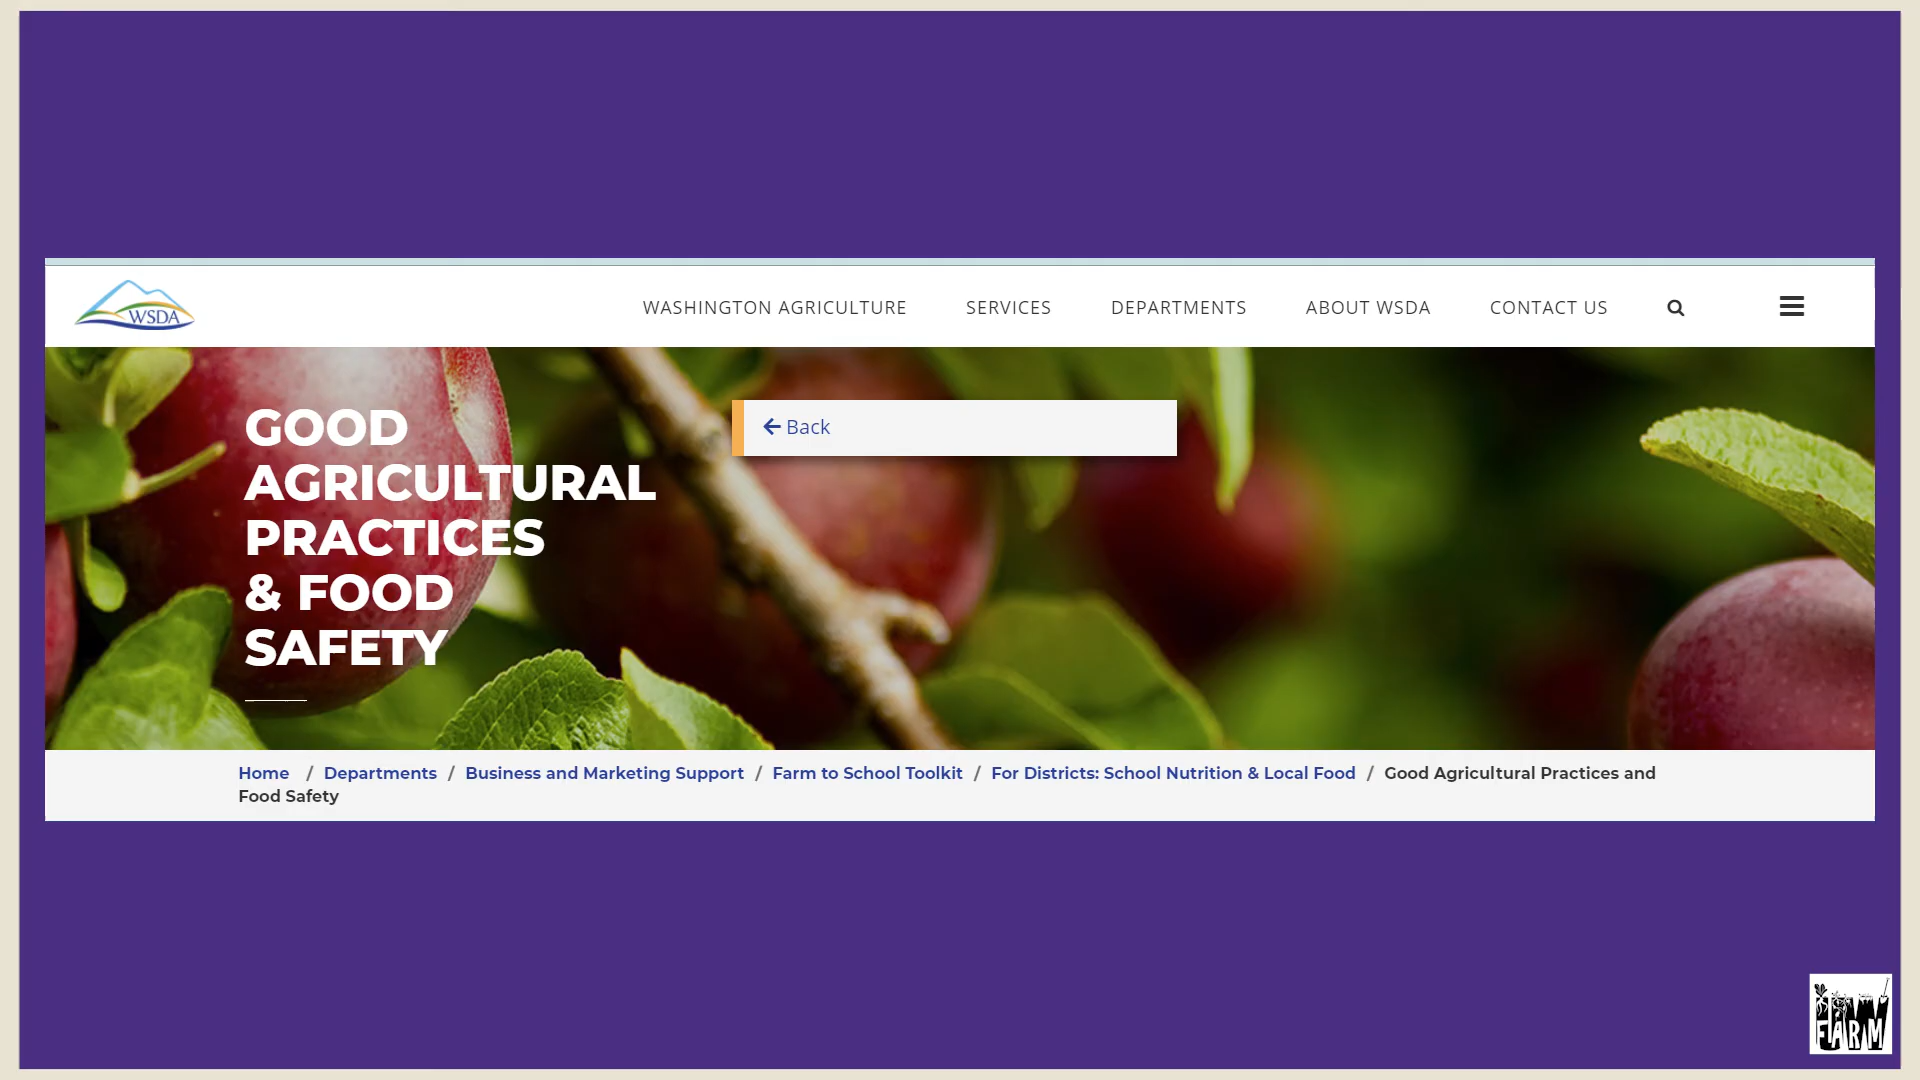 WSDA
WASHINGTON AGRICULTURE SERVICES DEPARTMENTS ABOUT WSDA CONTACT US
GOOD
AGRICULTURAL
PRACTICES
& FOOD
SAFETY
Back
Home / Departments / Business and Marketing Support / Farm to School Toolkit / For Districts: School Nutrition & Local Food / Good Agricultural Practices and
Food Safety
FARM